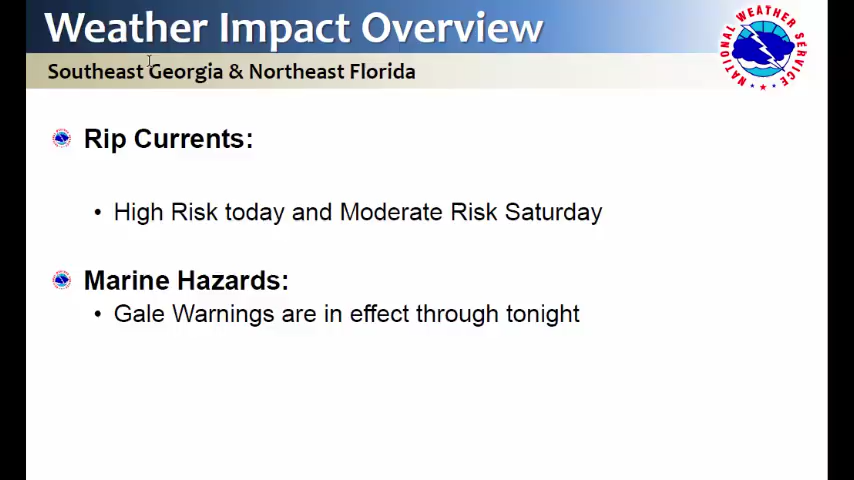 Weather Impact Overview
Southeast Georgia & Northeast Florida
NATIONAL WEATHER SERVICE
Rip Currents:
• High Risk today and Moderate Risk Saturday
Marine Hazards:
• Gale Warnings are in effect through tonight